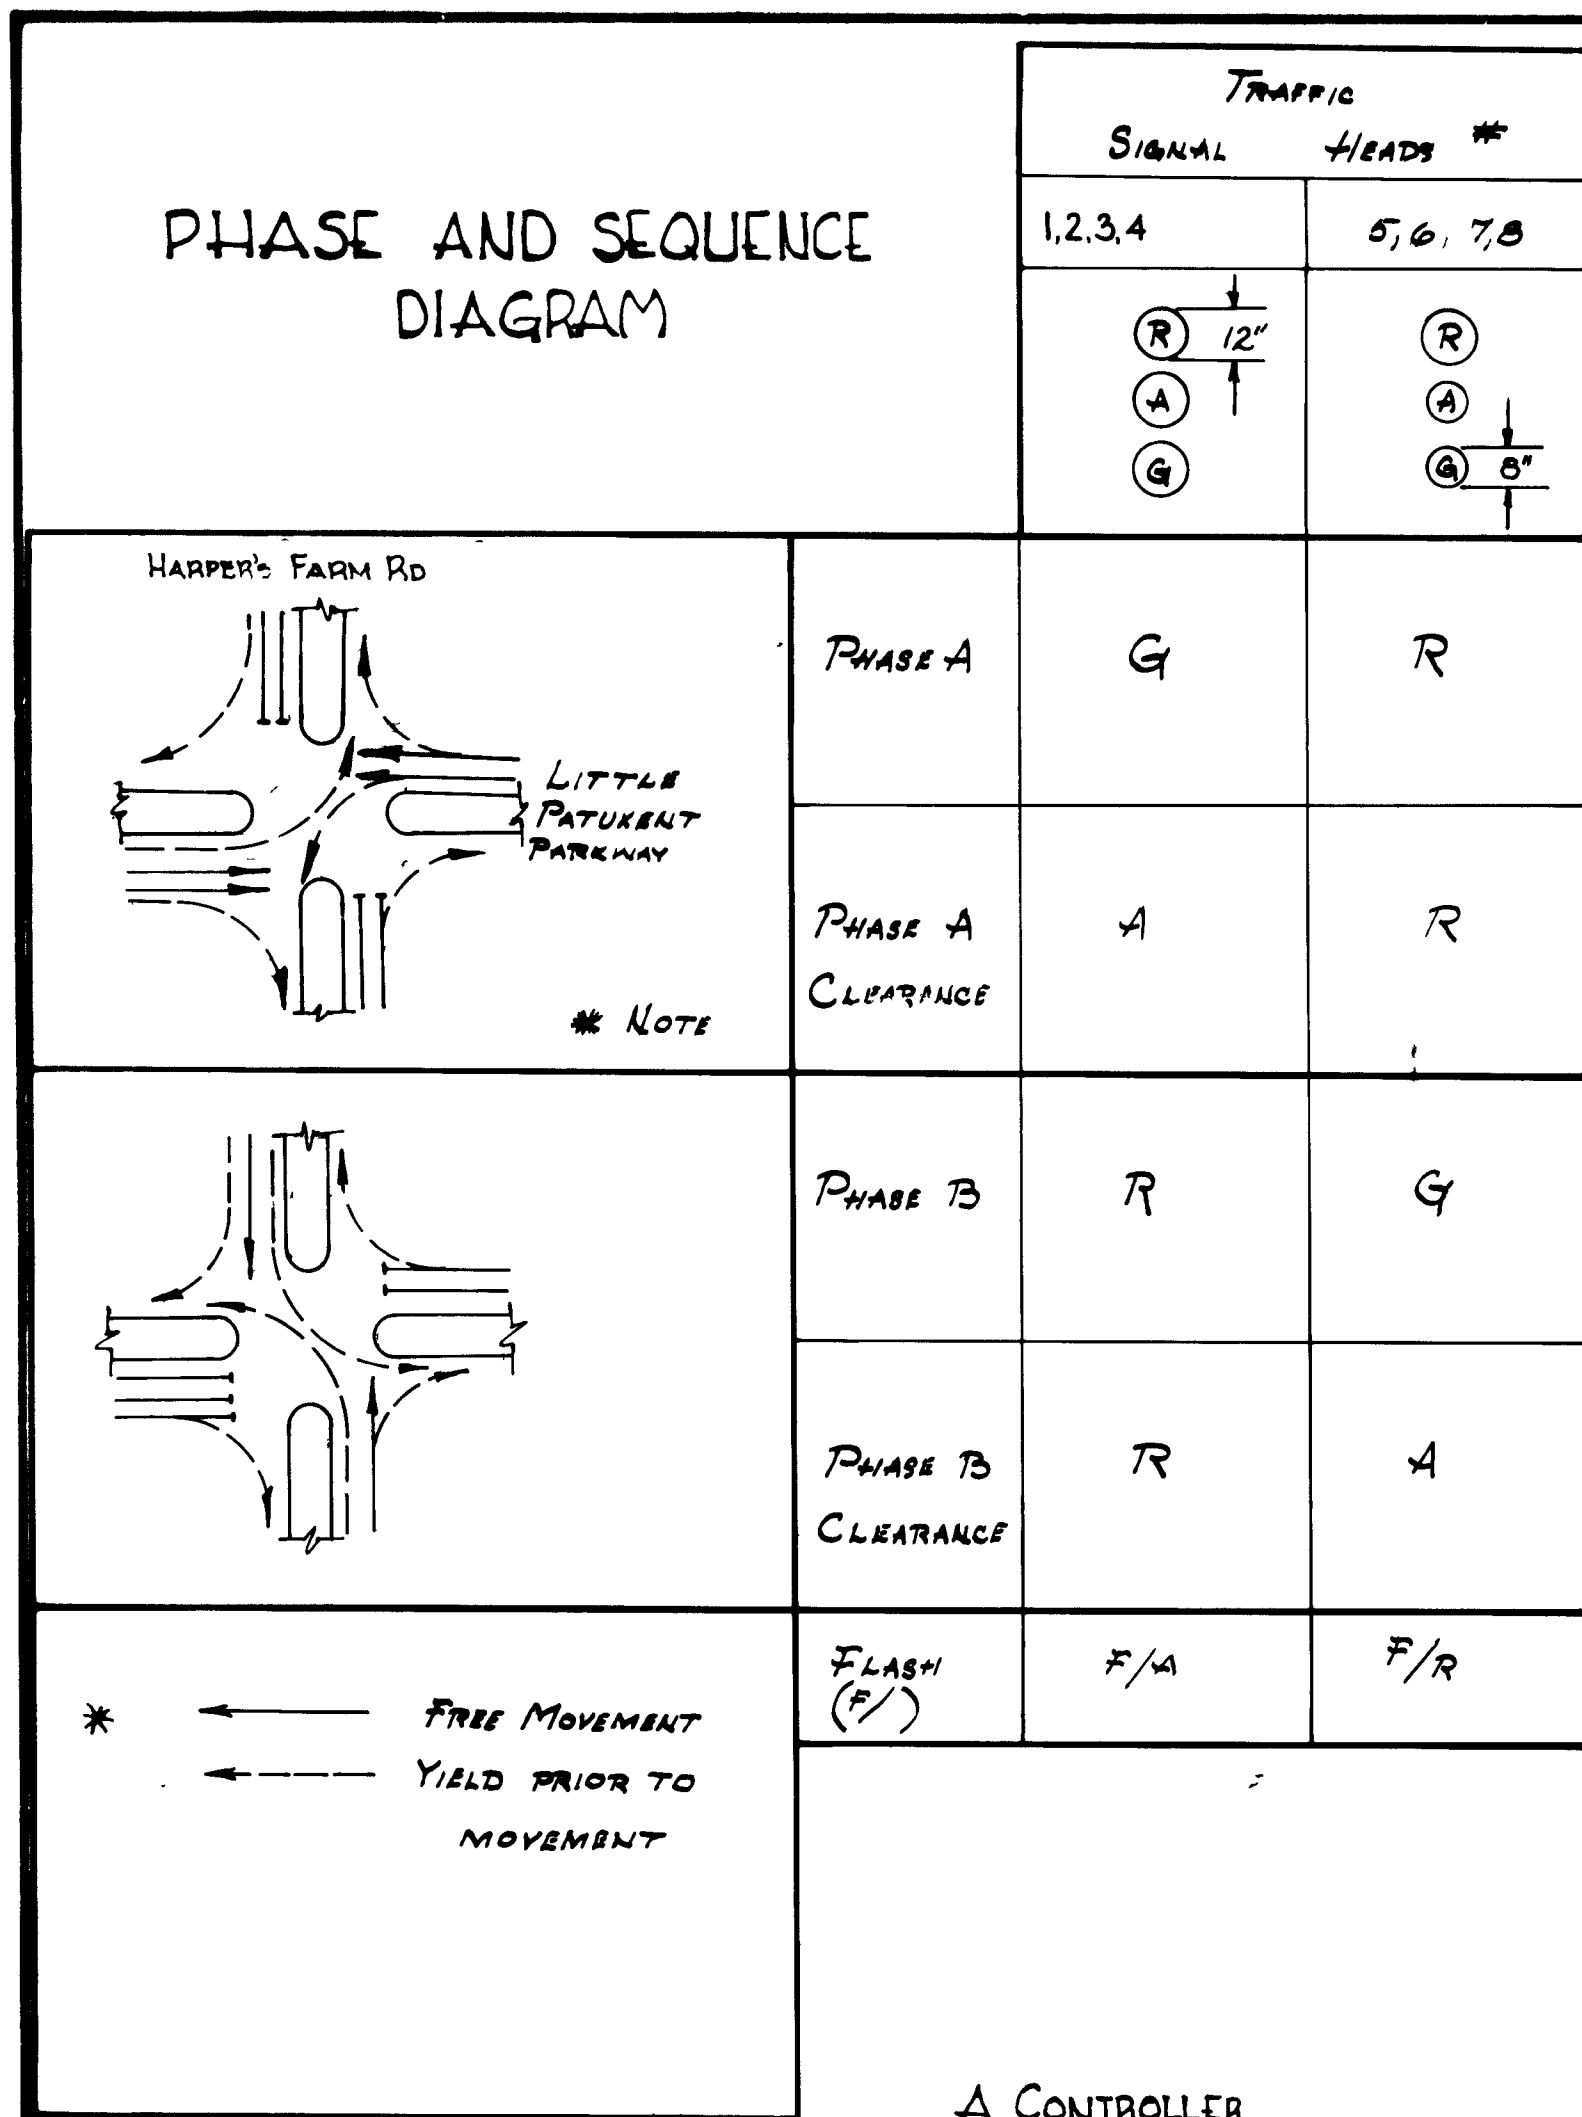 PHASE AND SEQUENCE
DIAGRAM
TRAFFIC
SIGNAL HEADS #
1,2,3,4
5,6,7,8
R 12"
A
G
R
A
G 8"
HARPER'S FARM RD
LITTLE
PATUXENT
PARKWAY
* NOTE
PHASE A G R
PHASE A A R
CLEARANCE
PHASE B R G
PHASE B R A
CLEARANCE
FLASH F/A F/R
(F/)
* FREE MOVEMENT
YIELD PRIOR TO
MOVEMENT
A CONTROLLER